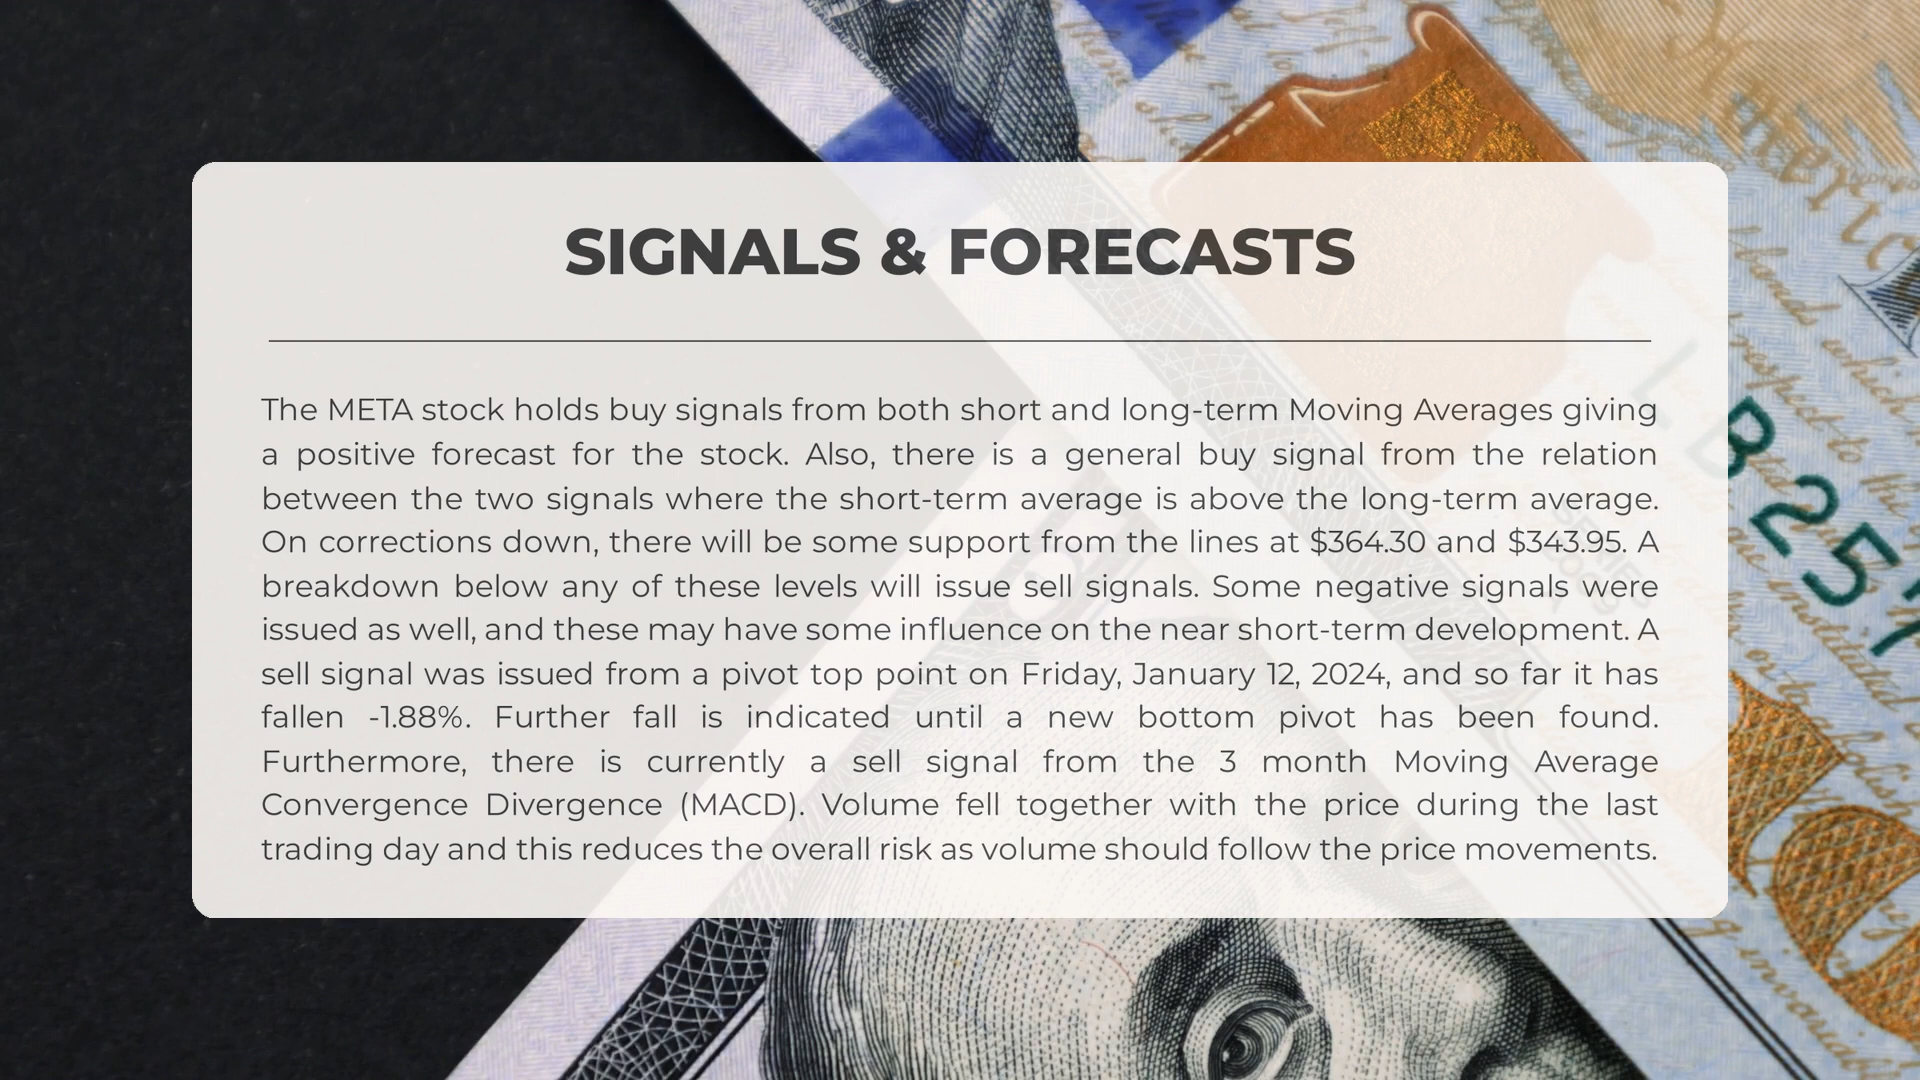 SIGNALS & FORECASTS
The META stock holds buy signals from both short and long-term Moving Averages giving
a positive forecast for the stock. Also, there is a general buy signal from the relation
between the two signals where the short-term average is above the long-term average.
On corrections down, there will be some support from the lines at $364.30 and $343.95. A
breakdown below any of these levels will issue sell signals. Some negative signals were
issued as well, and these may have some influence on the near short-term development. A
sell signal was issued from a pivot top point on Friday, January 12, 2024, and so far it has
fallen -1.88%. Further fall is indicated until a new bottom pivot has been found.
Furthermore, there is currently a sell signal from the 3 month Moving Average
Convergence Divergence (MACD). Volume fell together with the price during the last
trading day and this reduces the overall risk as volume should follow the price movements.